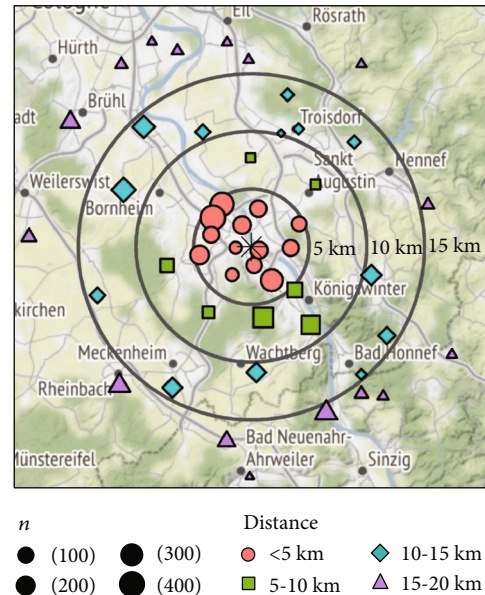 Eil
Rösrath
Hürth
adt
Brühl
Troisdorf
Sankt
Augustin
Hennef
Weilerswist
Bornheim
5 km
10 km
15 km
Königswinter
kirchen
Meckenheim
Wachtberg
Bad Honnef
Rheinbach
Bad Neuenahr-
Ahrweiler
Sinzig
Münstereifel
n
Distance
(100)
(300)
<5 km
10-15 km
(200)
(400)
5-10 km
15-20 km